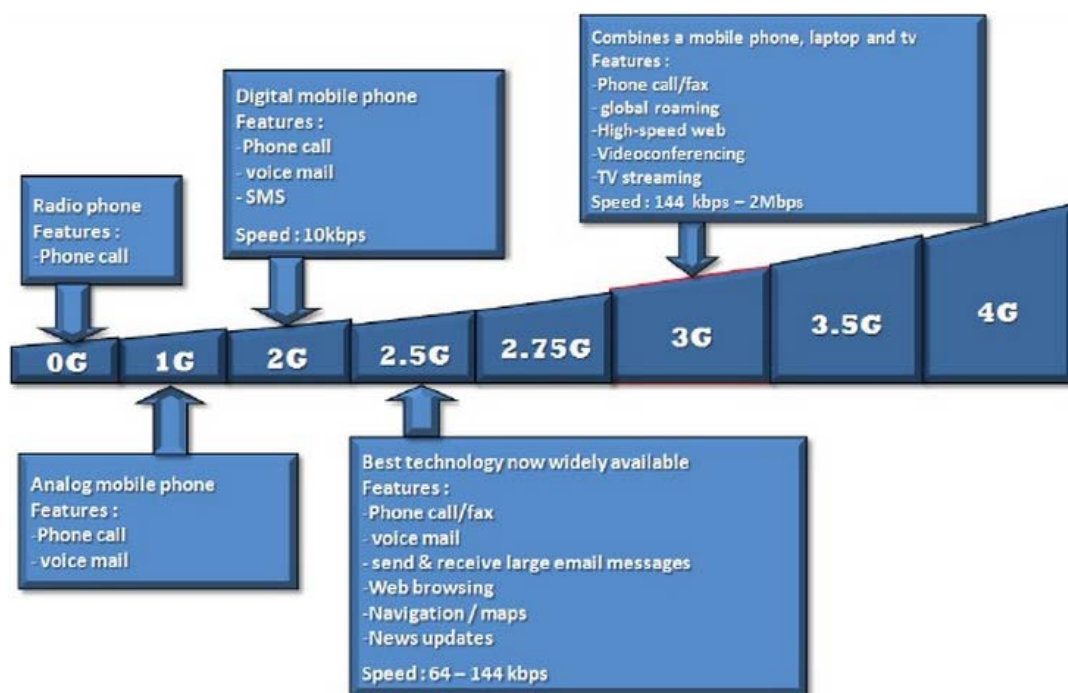 Combines a mobile phone, laptop and tv
Features :
-Phone call/fax
- global roaming
-High-speed web
-Videoconferencing
-TV streaming
Speed : 144 kbps – 2Mbps
Digital mobile phone
Features :
-Phone call
- voice mail
- SMS
Speed : 10kbps
Radio phone
Features :
-Phone call
0G
1G
2G
2.5G
2.75G
3G
3.5G
4G
Analog mobile phone
Features :
-Phone call
- voice mail
Best technology now widely available
Features :
-Phone call/fax
- voice mail
- send & receive large email messages
-Web browsing
-Navigation / maps
-News updates
Speed : 64 – 144 kbps